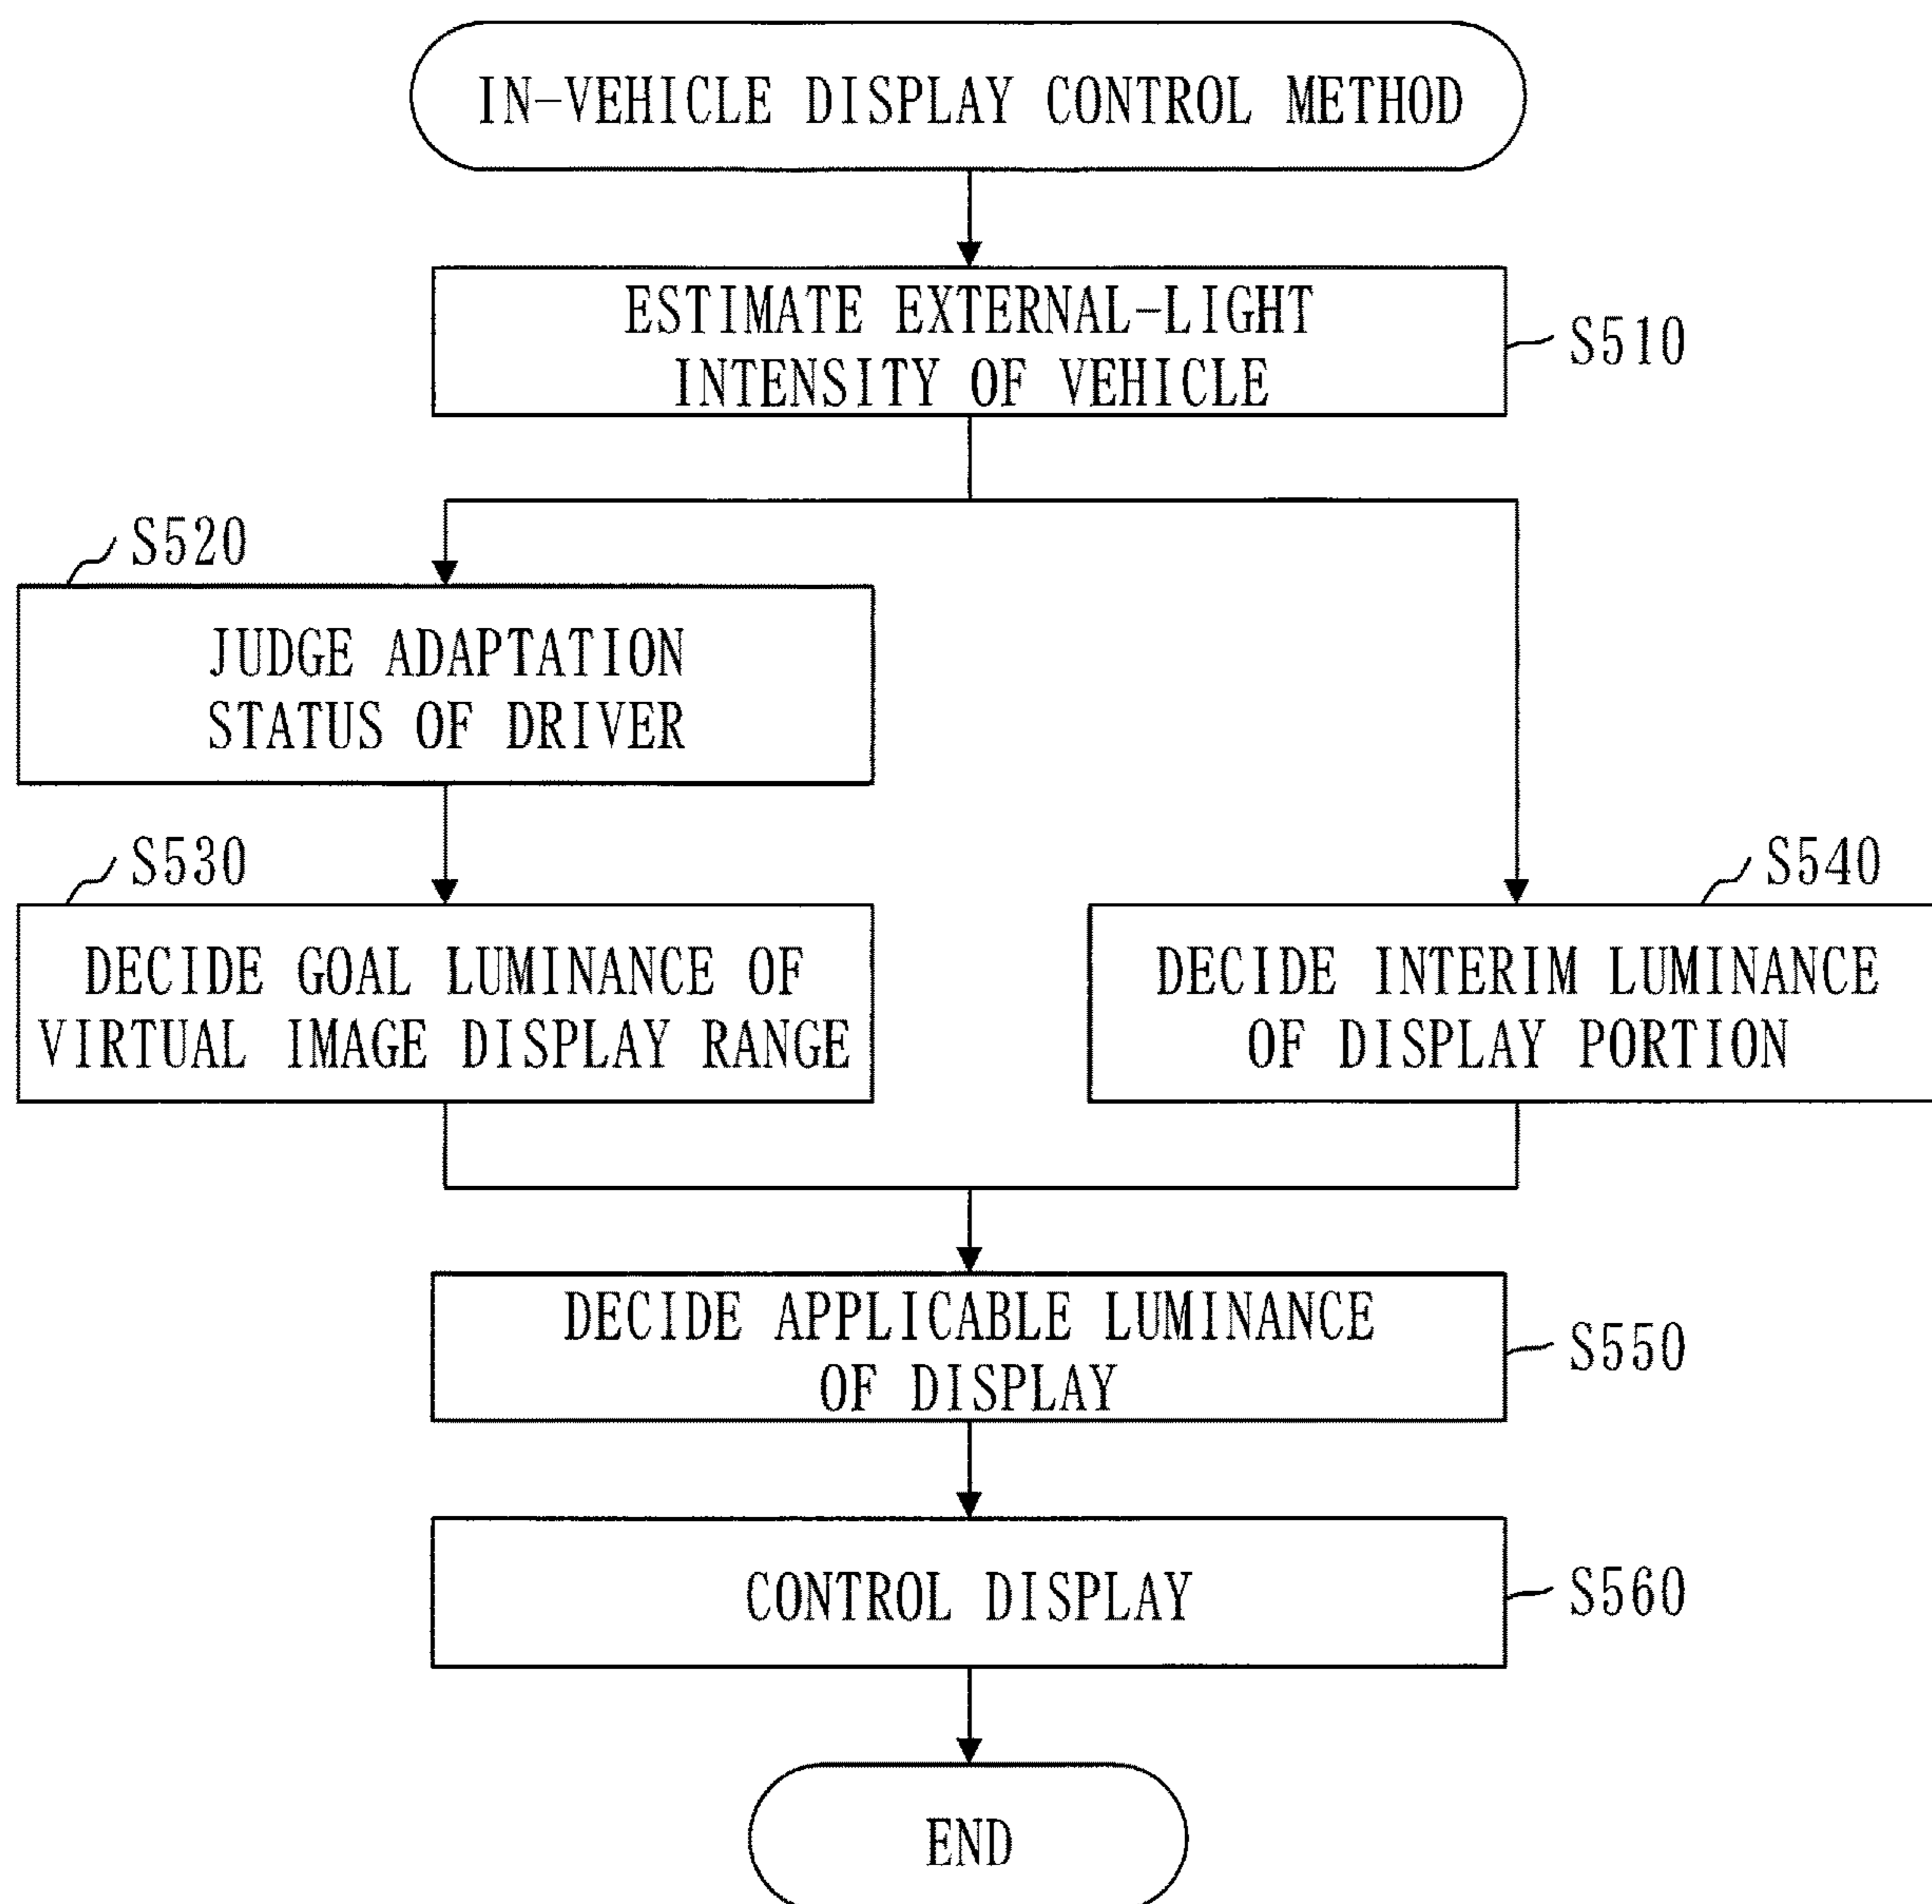 IN-VEHICLE DISPLAY CONTROL METHOD
ESTIMATE EXTERNAL-LIGHT
INTENSITY OF VEHICLE
S510
S520
JUDGE ADAPTATION
STATUS OF DRIVER
S530
DECIDE GOAL LUMINANCE OF
VIRTUAL IMAGE DISPLAY RANGE
S540
DECIDE INTERIM LUMINANCE
OF DISPLAY PORTION
DECIDE APPLICABLE LUMINANCE
OF DISPLAY
S550
CONTROL DISPLAY
S560
END